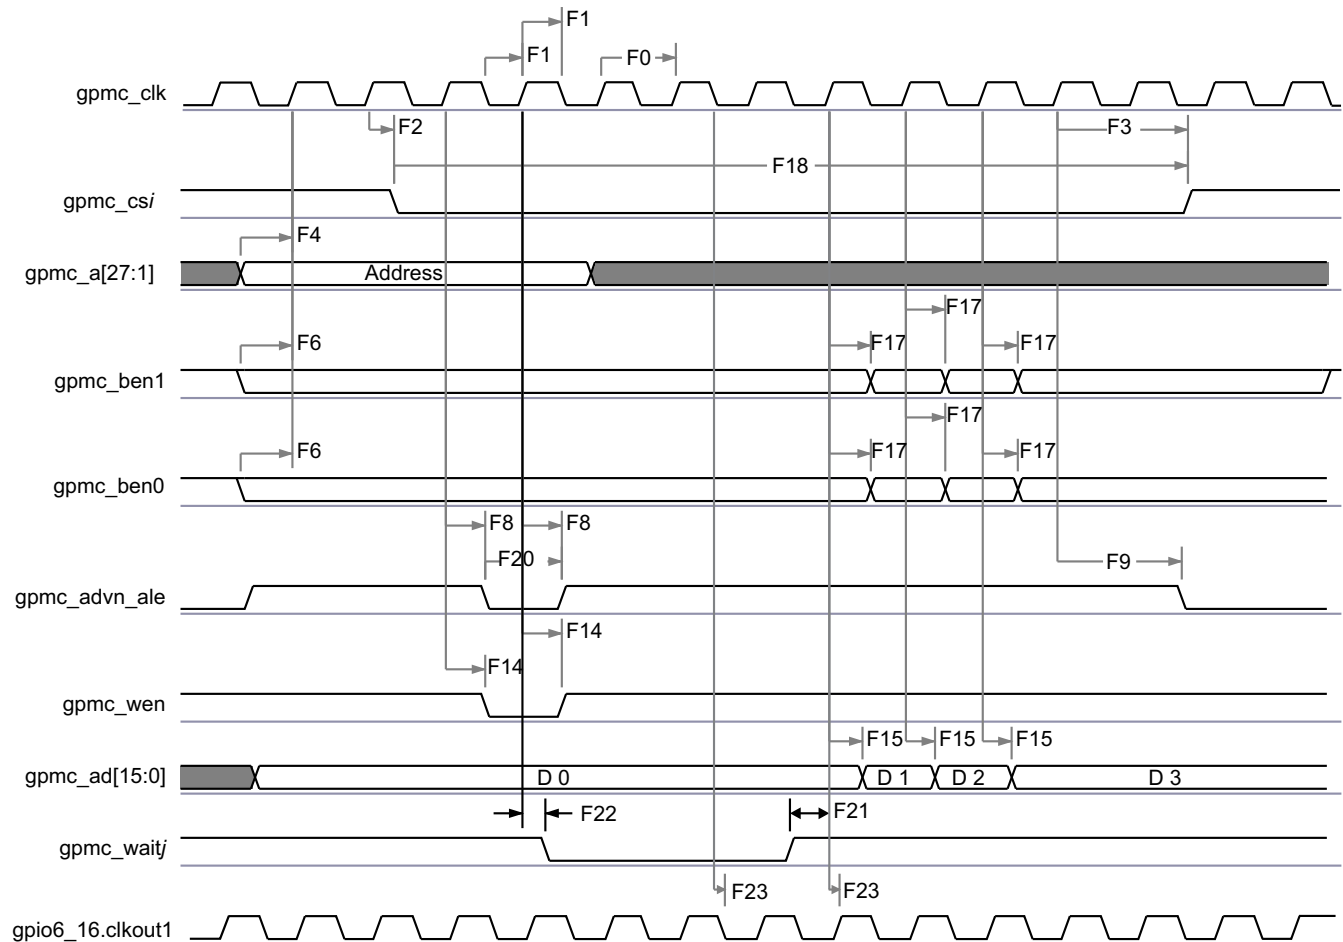 F1
F1
F0
gpmc_clk
F2
F3
F18
gpmc_csi
F4
gpmc_a[27:1]
Address
F17
F6
F17
F17
gpmc_ben1
F17
F6
F17
F17
gpmc_ben0
F8
F8
F20
F9
gpmc_advn_ale
F14
F14
gpmc_wen
F15
F15
F15
gpmc_ad[15:0]
D 0
D 1
D 2
D 3
F22
F21
gpmc_waitj
F23
F23
gpio6_16.clkout1